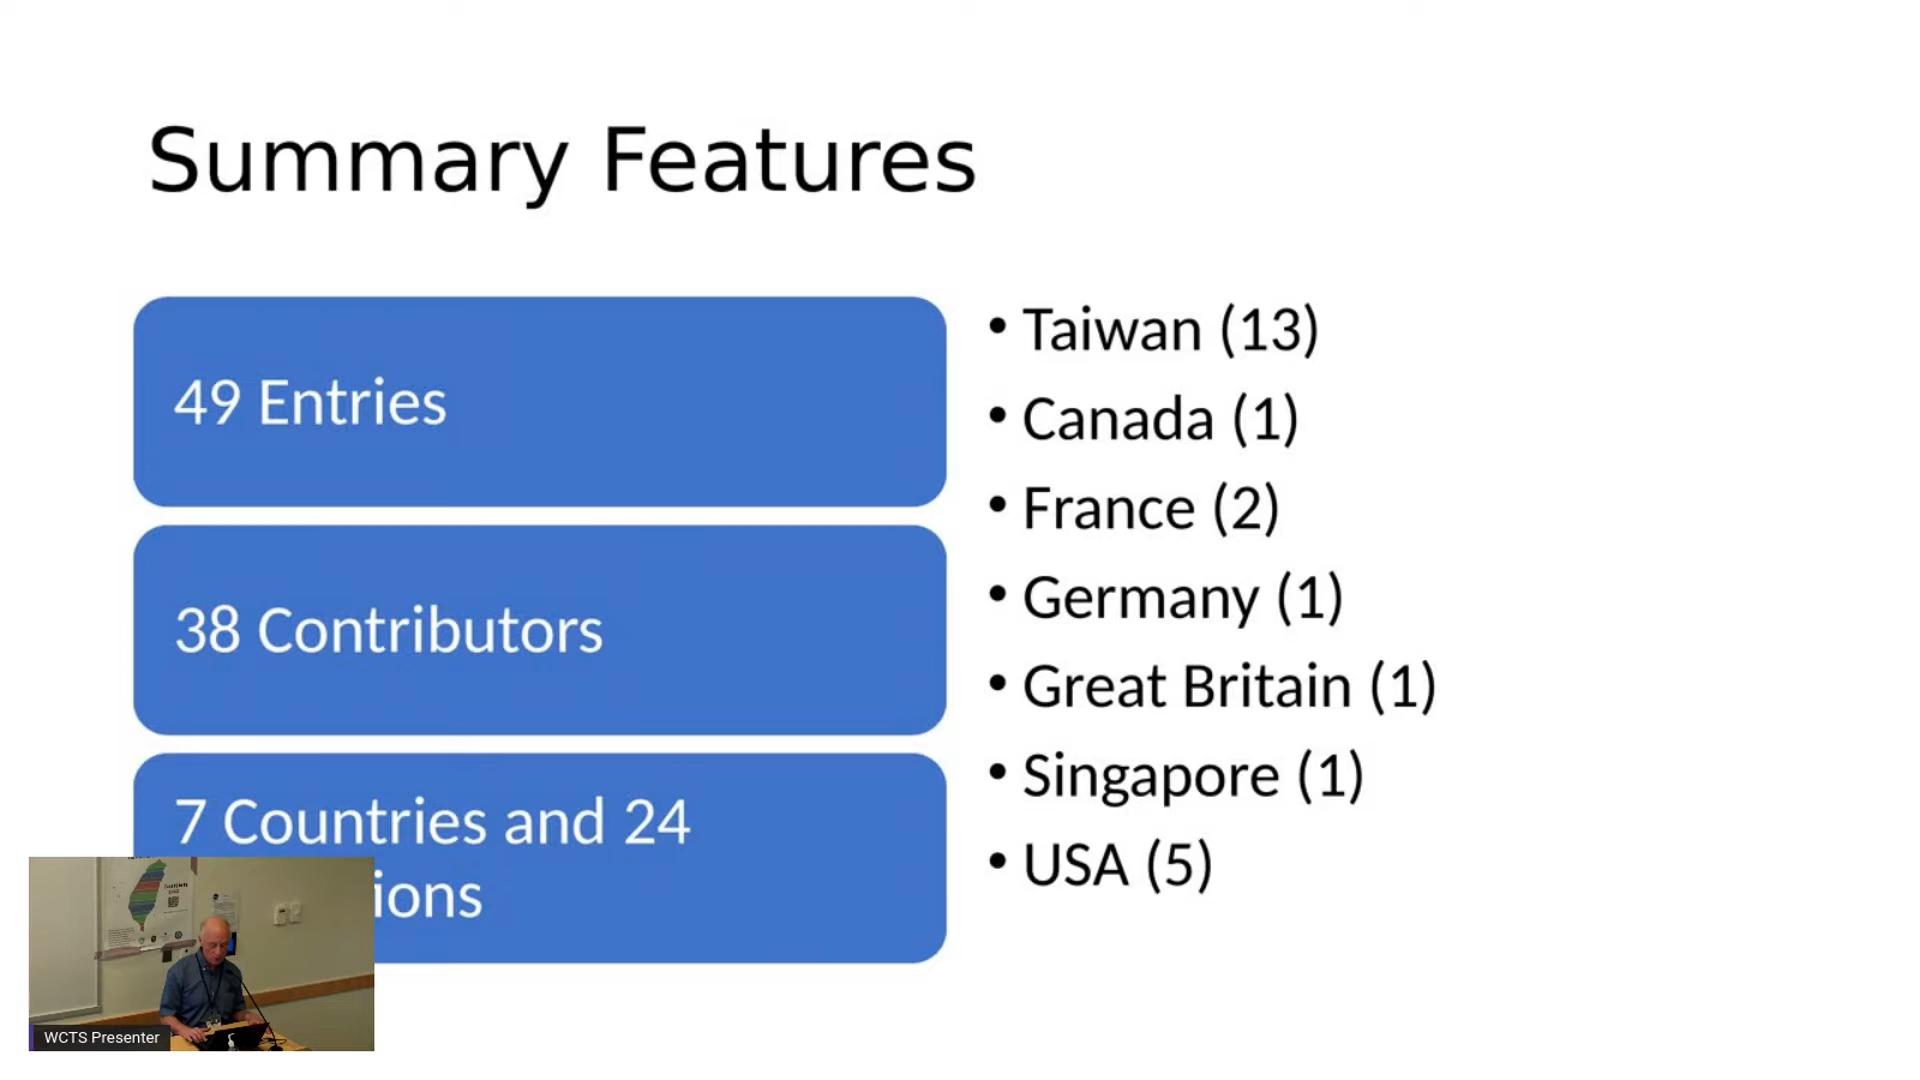 Summary Features
49 Entries
38 Contributors
7 Countries and 24
ions
• Taiwan (13)
• Canada (1)
• France (2)
• Germany (1)
• Great Britain (1)
• Singapore (1)
• USA (5)
WCTS Presenter